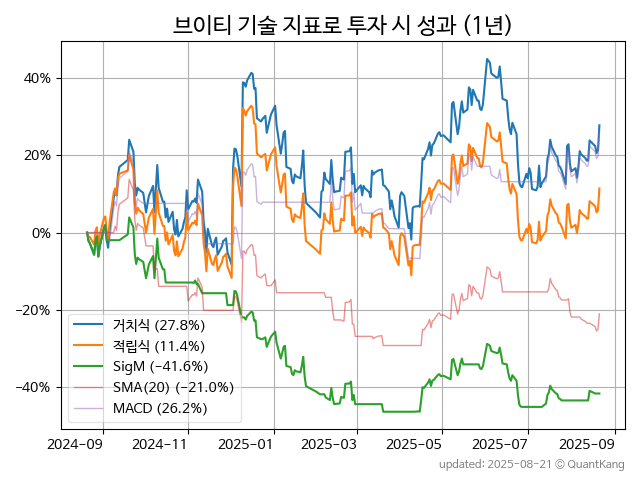 브이티 기술 지표로 투자 시 성과 (1년)
40%
20%
0%
−20%
−40%
거치식 (27.8%)
적립식 (11.4%)
SigM (−41.6%)
SMA(20) (−21.0%)
MACD (26.2%)
2024-09 2024-11 2025-01 2025-03 2025-05 2025-07 2025-09
updated: 2025-08-21 © QuantKang